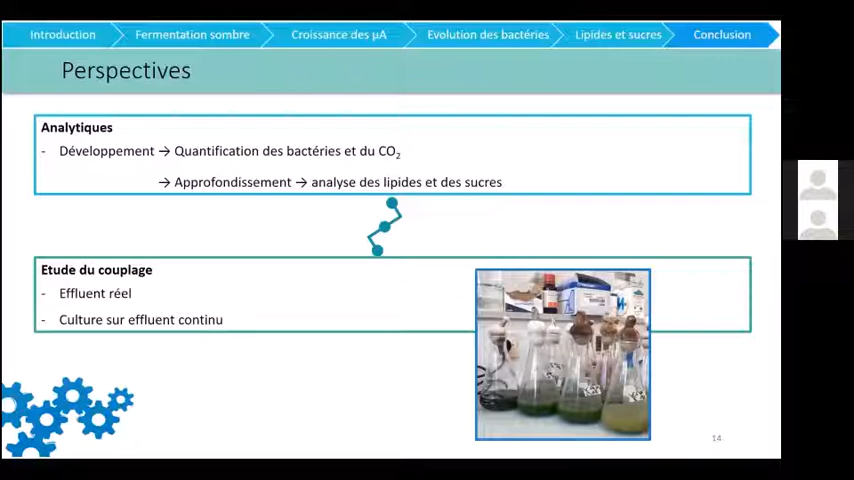 Introduction
Fermentation sombre
Croissance des µA
Evolution des bactéries
Lipides et sucres
Conclusion
Perspectives
Analytiques
- Développement → Quantification des bactéries et du CO₂
→ Approfondissement → analyse des lipides et des sucres
Etude du couplage
- Effluent réel
- Culture sur effluent continu
14